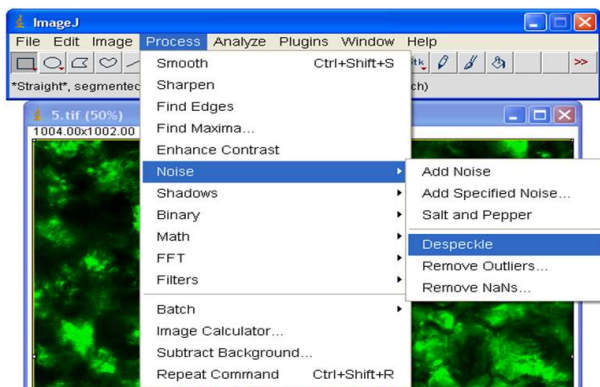 ImageJ
File Edit Image Process Analyze Plugins Window Help
*Straight*, segmented
5.tif (50%)
1004.00x1002.00
Smooth Ctrl+Shift+S
Sharpen
Find Edges
Find Maxima...
Enhance Contrast
Noise
Shadows
Binary
Math
FFT
Filters
Batch
Image Calculator...
Subtract Background...
Repeat Command Ctrl+Shift+R
Add Noise
Add Specified Noise...
Salt and Pepper
Despeckle
Remove Outliers...
Remove NaNs...
>>